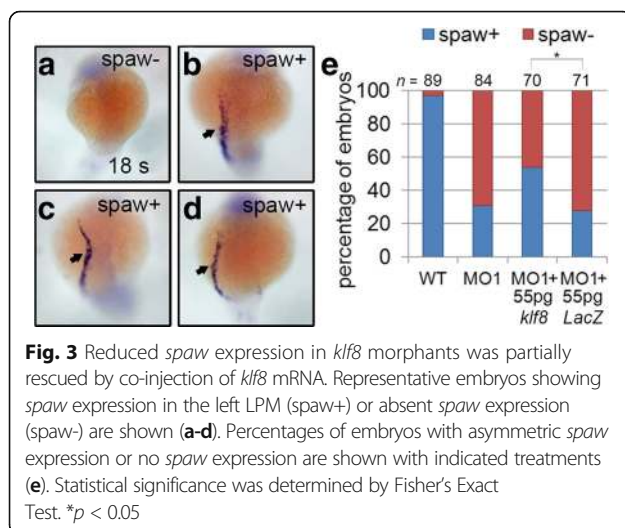 a
spaw-
18 s
b
spaw+
c
spaw+
d
spaw+
e
spaw+ spaw-
*
n = 89 84 70 71
percentage of embryos
100
80
60
40
20
0
WT
MO1
MO1+
55pg
klf8
MO1+
55pg
LacZ
Fig. 3 Reduced spaw expression in klf8 morphants was partially
rescued by co-injection of klf8 mRNA. Representative embryos showing
spaw expression in the left LPM (spaw+) or absent spaw expression
(spaw-) are shown (a-d). Percentages of embryos with asymmetric spaw
expression or no spaw expression are shown with indicated treatments
(e). Statistical significance was determined by Fisher's Exact
Test. *p < 0.05